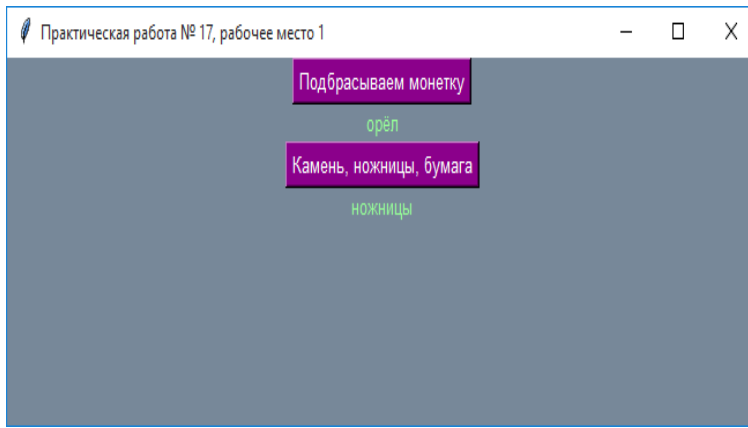 Практическая работа № 17, рабочее место 1
Подбрасываем монетку
орёл
Камень, ножницы, бумага
ножницы